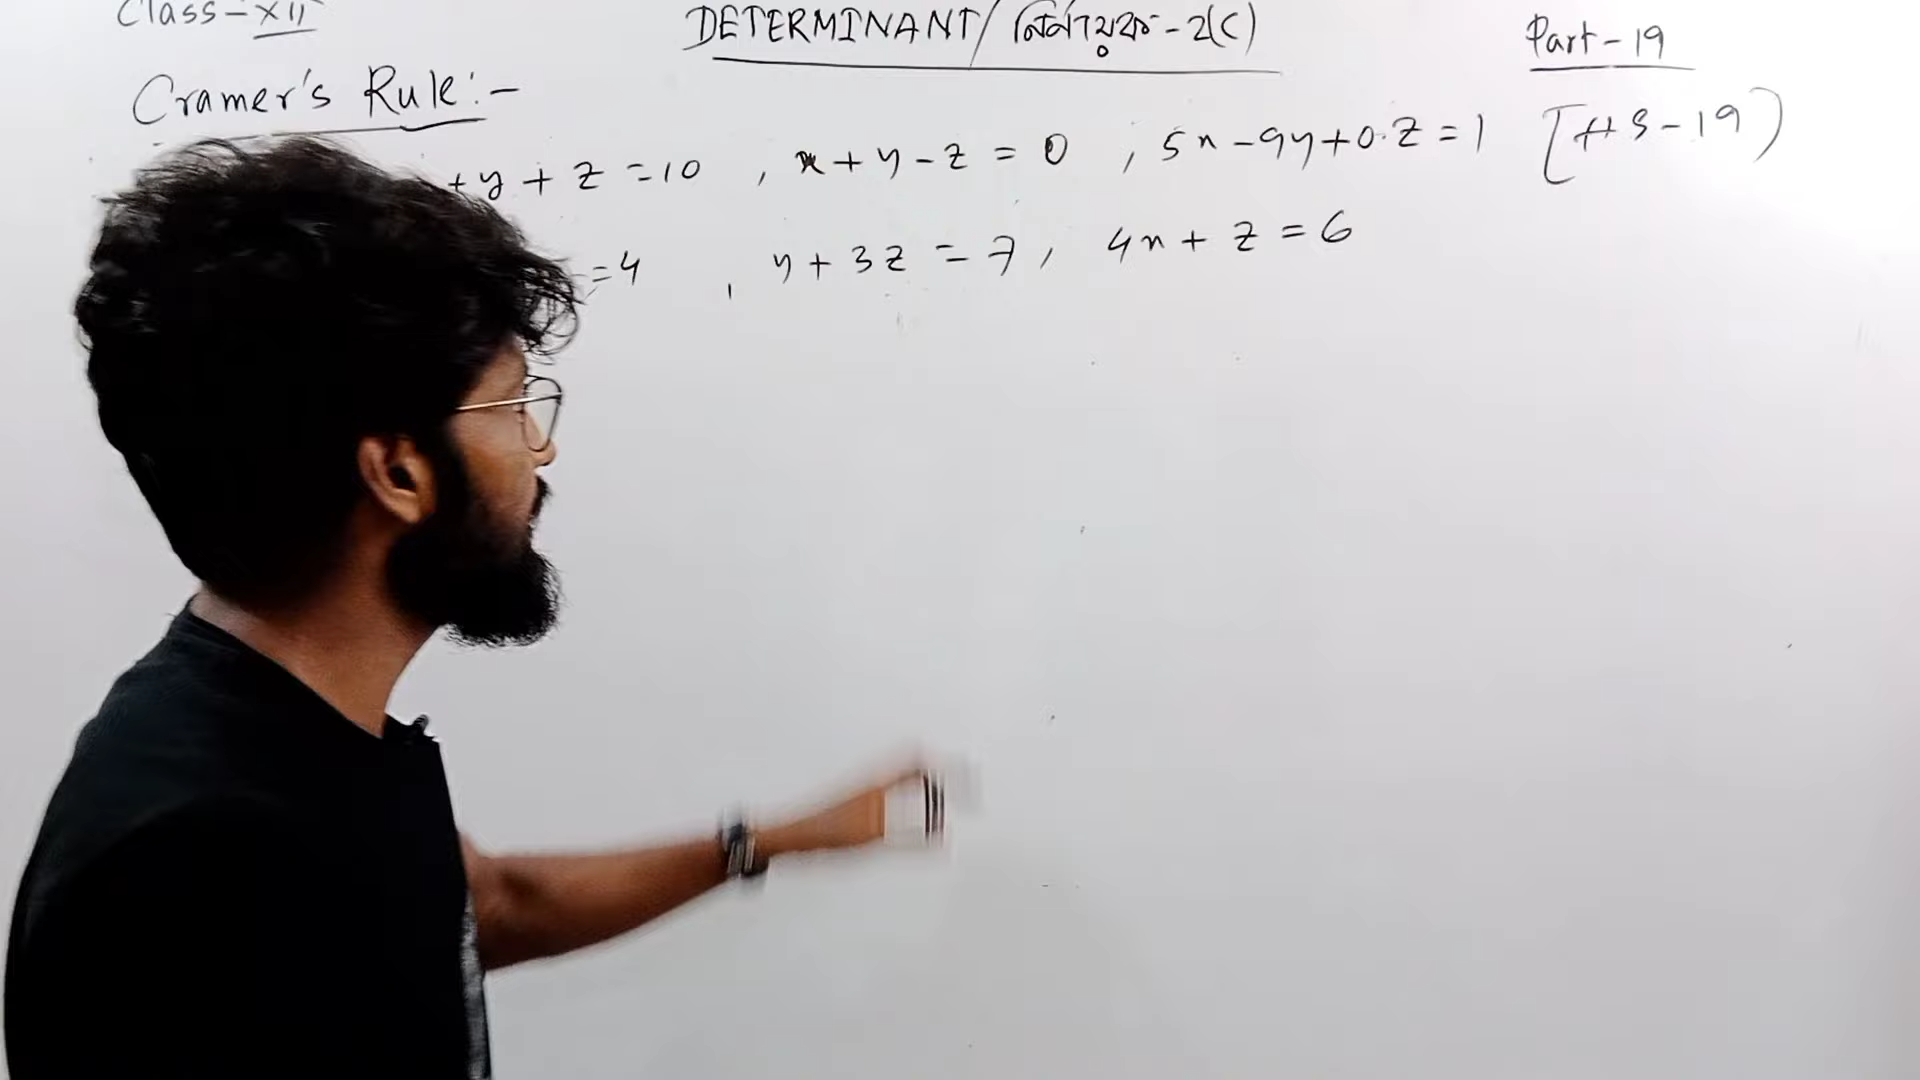 Class-XII
DETERMINANT/ নির্ণায়ক - 2(C)
Part-19
Cramer's Rule:-
+y+z=10 , x+y-z=0 , 5x-9y+0.z=1 [HS-19)
=4 , y+3z=7, 4x+z=6